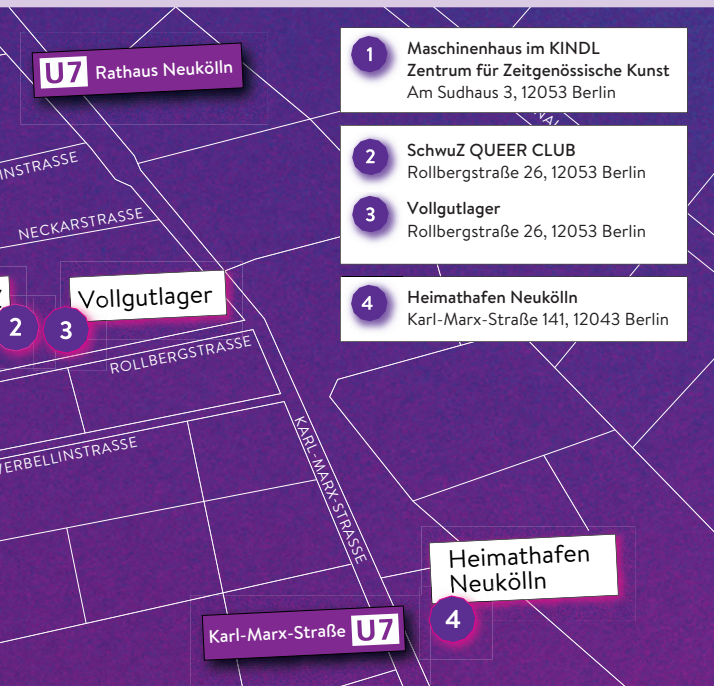 U7 Rathaus Neukölln
1
Maschinenhaus im KINDL
Zentrum für Zeitgenössische Kunst
Am Sudhaus 3, 12053 Berlin
2
SchwuZ QUEER CLUB
Rollbergstraße 26, 12053 Berlin
3
Vollgutlager
Rollbergstraße 26, 12053 Berlin
4
Heimathafen Neukölln
Karl-Marx-Straße 141, 12043 Berlin
INSTRASSE
NECKARSTRASSE
Vollgutlager
2
3
ROLLBERGSTRASSE
ERBELLINSTRASSE
KARL-MARX-STRASSE
Heimathafen
Neukölln
4
Karl-Marx-Straße U7